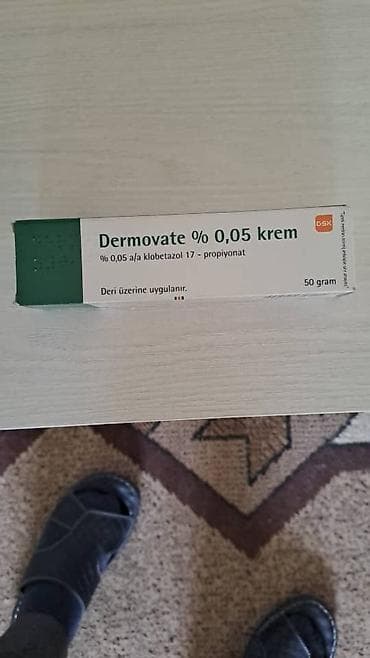 Dermovate % 0,05 krem
% 0,05 a/a klobetazol 17 - propiyonat
Deri üzerine uygulanır.
50 gram
GSK